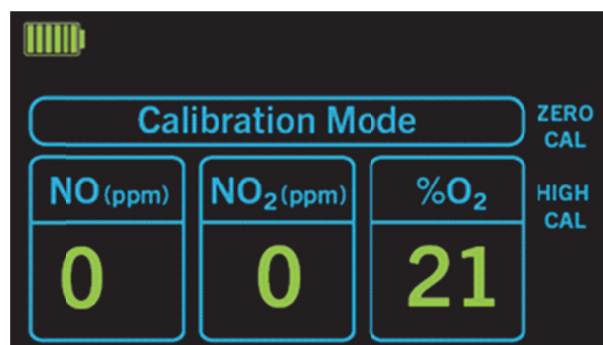 Calibration Mode
ZERO
CAL
NO (ppm)
NO₂ (ppm)
%O₂
HIGH
CAL
0
0
21